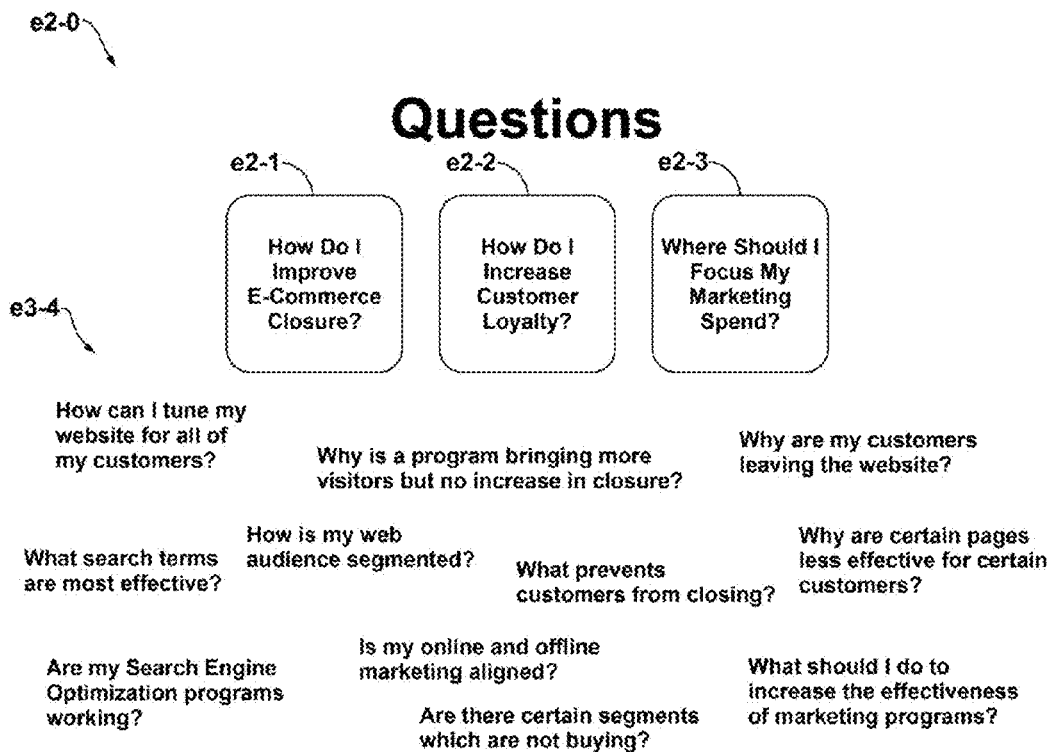 e2-0
Questions
e2-1
e2-2
e2-3
How Do I
Improve
E-Commerce
Closure?
How Do I
Increase
Customer
Loyalty?
Where Should I
Focus My
Marketing
Spend?
e3-4
How can I tune my
website for all of
my customers?
Why is a program bringing more
visitors but no increase in closure?
Why are my customers
leaving the website?
What search terms
are most effective?
How is my web
audience segmented?
What prevents
customers from closing?
Why are certain pages
less effective for certain
customers?
Are my Search Engine
Optimization programs
working?
Is my online and offline
marketing aligned?
Are there certain segments
which are not buying?
What should I do to
increase the effectiveness
of marketing programs?